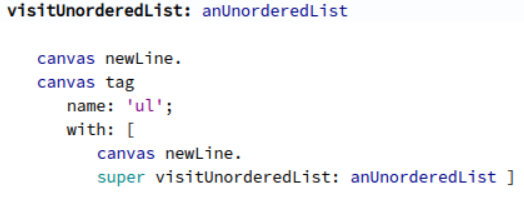 visitUnorderedList: anUnorderedList
canvas newLine.
canvas tag
name: 'ul';
with: [
canvas newLine.
super visitUnorderedList: anUnorderedList ]